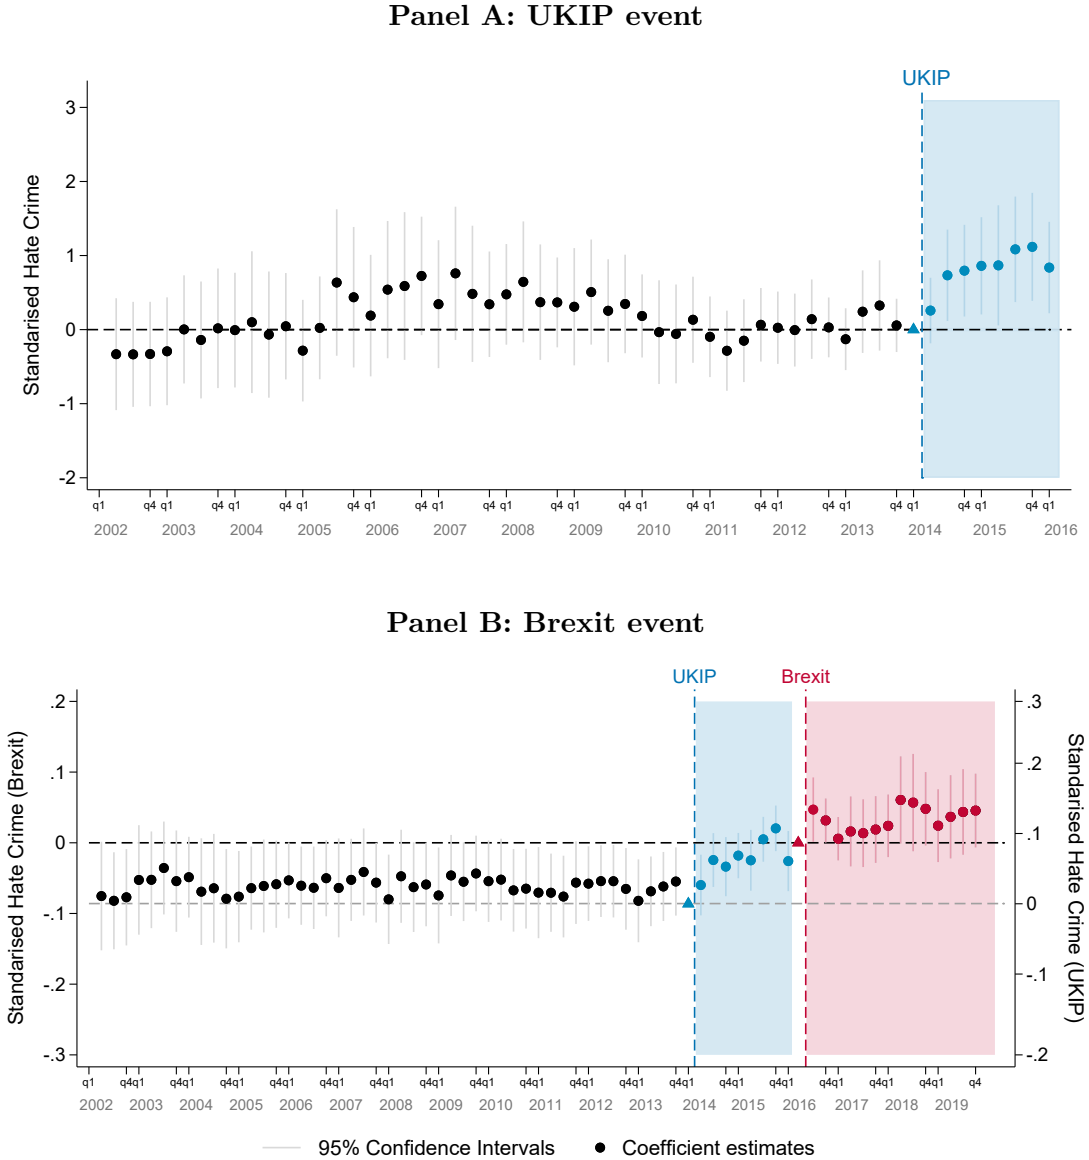 Panel A: UKIP event
UKIP
Standarised Hate Crime
3
2
1
0
-1
-2
q1 q4 q1 q4 q1 q4 q1 q4 q1 q4 q1 q4 q1 q4 q1 q4 q1 q4 q1 q4 q1 q4 q1 q4 q1 q4 q1 q4 q1
2002 2003 2004 2005 2006 2007 2008 2009 2010 2011 2012 2013 2014 2015 2016
Panel B: Brexit event
UKIP Brexit
Standarised Hate Crime (Brexit)
.2
.1
0
-.1
-.2
-.3
.3
.2
.1
0
-.1
-.2
Standarised Hate Crime (UKIP)
q1 q4q1 q4q1 q4q1 q4q1 q4q1 q4q1 q4q1 q4q1 q4q1 q4q1 q4q1 q4q1 q4q1 q4q1 q4q1 q4q1 q4q1 q4
2002 2003 2004 2005 2006 2007 2008 2009 2010 2011 2012 2013 2014 2015 2016 2017 2018 2019
95% Confidence Intervals
Coefficient estimates